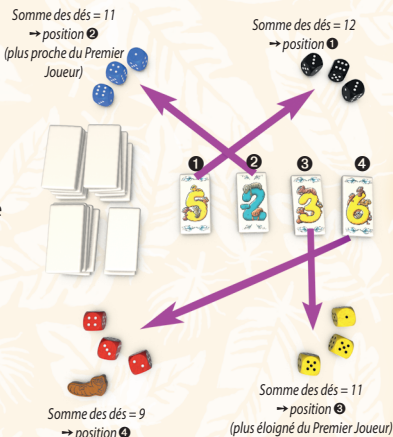 Somme des dés = 11
→ position ❷
(plus proche du Premier
Joueur)
Somme des dés = 12
→ position ❶
❶ ❷ ❸ ❹
5 2 3 6
Somme des dés = 9
→ position ❹
Somme des dés = 11
→ position ❸
(plus éloigné du Premier Joueur)